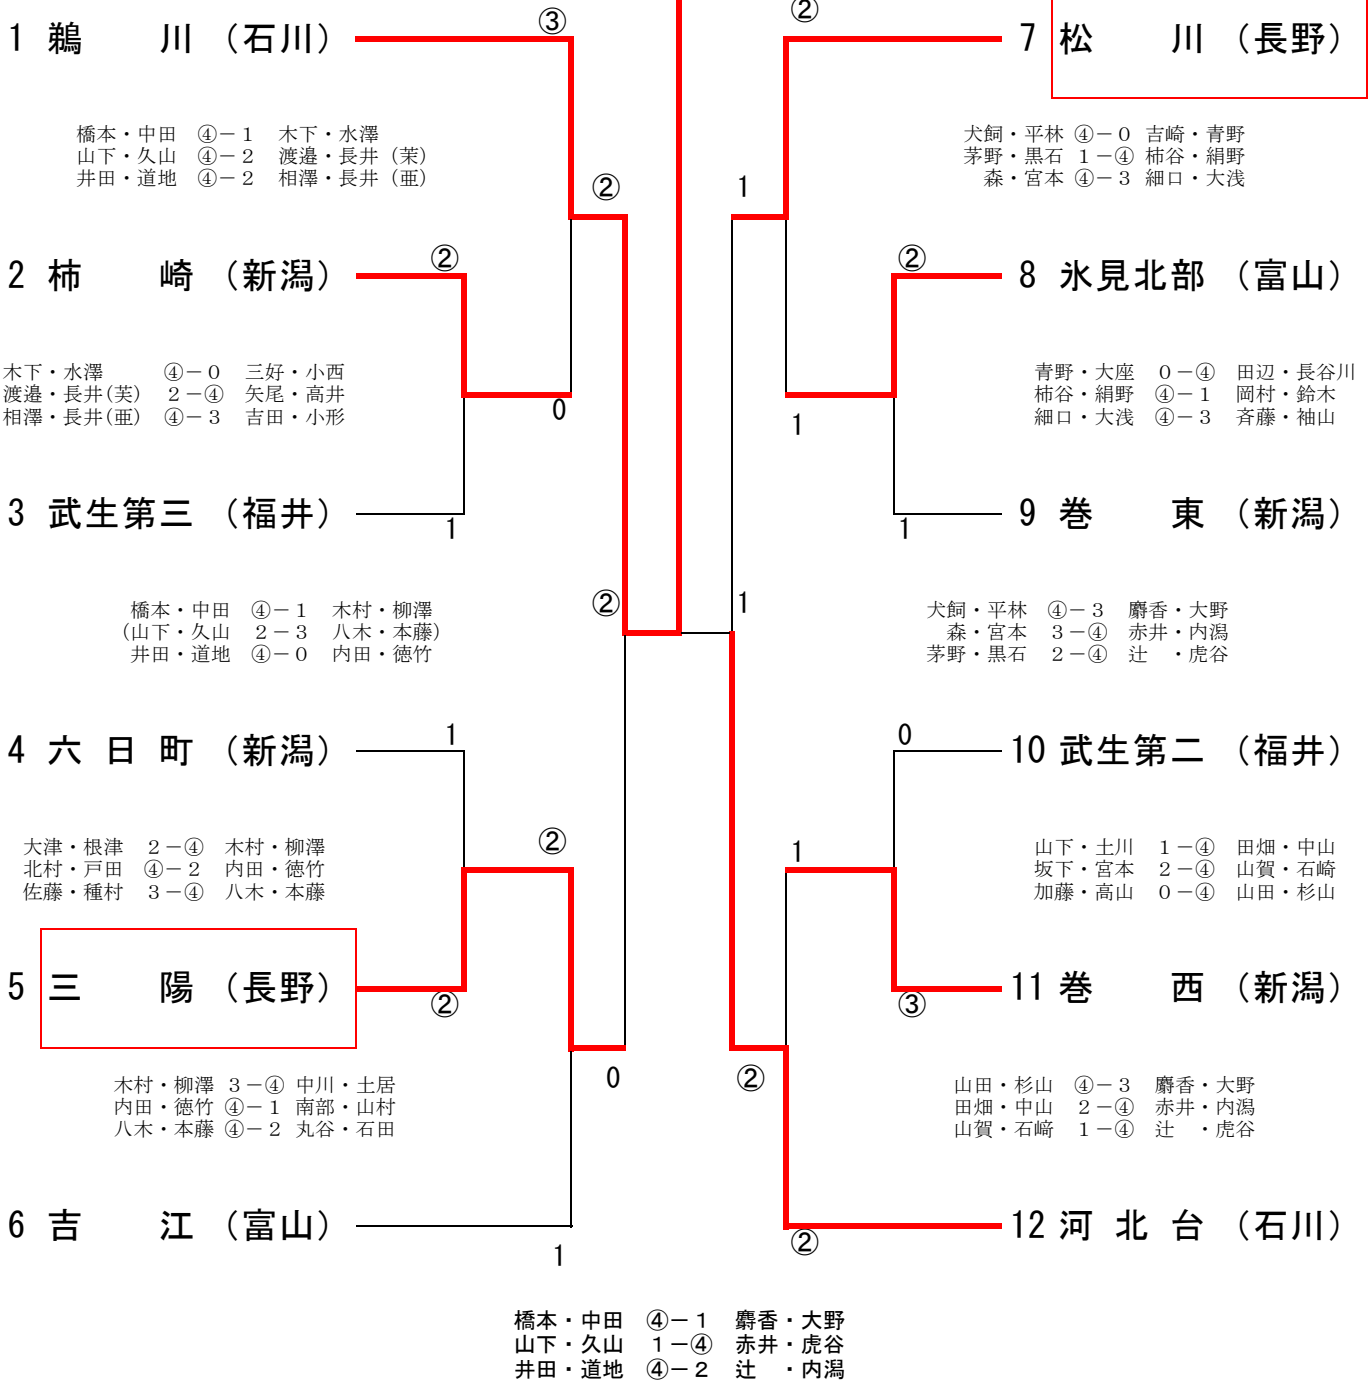 ③
②
1 鵜 川 (石川)
7 松 川 (長野)
橋本・中田 ④－1 木下・水澤
山下・久山 ④－2 渡邉・長井 (茉)
井田・道地 ④－2 相澤・長井 (亜)
犬飼・平林 ④－0 吉崎・青野
茅野・黒石 1－④ 柿谷・絹野
森・宮本 ④－3 細口・大浅
②
1
2 柿 崎 (新潟)
②
②
8 氷見北部 (富山)
木下・水澤 ④－0 三好・小西
渡邉・長井(芙) 2－④ 矢尾・高井
相澤・長井(亜) ④－3 吉田・小形
0
1
青野・大座 0－④ 田辺・長谷川
柿谷・絹野 ④－1 岡村・鈴木
細口・大浅 ④－3 斉藤・袖山
3 武生第三 (福井)
1
1
9 巻 東 (新潟)
橋本・中田 ④－1 木村・柳澤
(山下・久山 2－3 八木・本藤)
井田・道地 ④－0 内田・徳竹
②
1
犬飼・平林 ④－3 麝香・大野
森・宮本 3－④ 赤井・内潟
茅野・黒石 2－④ 辻 ・虎谷
4 六 日 町 (新潟)
1
0
10 武生第二 (福井)
大津・根津 2－④ 木村・柳澤
北村・戸田 ④－2 内田・徳竹
佐藤・種村 3－④ 八木・本藤
②
1
山下・土川 1－④ 田畑・中山
坂下・宮本 2－④ 山賀・石崎
加藤・高山 0－④ 山田・杉山
5 三 陽 (長野)
②
③
11 巻 西 (新潟)
木村・柳澤 3－④ 中川・土居
内田・徳竹 ④－1 南部・山村
八木・本藤 ④－2 丸谷・石田
0
②
山田・杉山 ④－3 麝香・大野
田畑・中山 2－④ 赤井・内潟
山賀・石﨑 1－④ 辻 ・虎谷
6 吉 江 (富山)
1
②
12 河 北 台 (石川)
橋本・中田 ④－1 麝香・大野
山下・久山 1－④ 赤井・虎谷
井田・道地 ④－2 辻 ・内潟